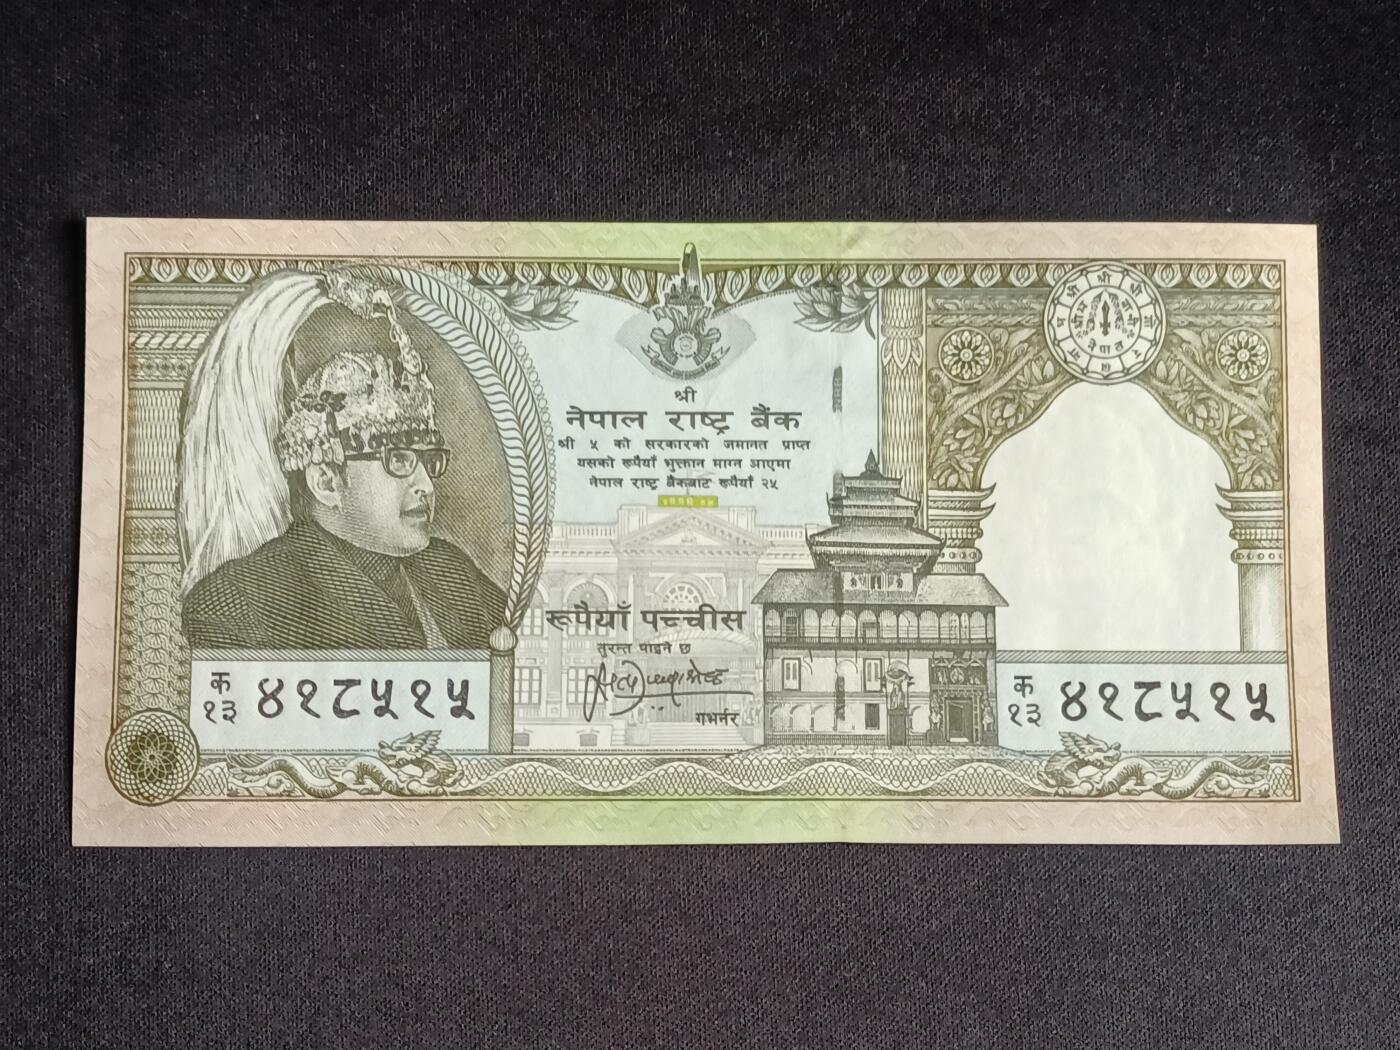 श्री
नेपाल राष्ट्र बैंक
श्री ५ को सरकारको जमानत प्राप्त
यसको रूपैयाँ भुक्तान माग्न आएमा
नेपाल राष्ट्र बैंकबाट रूपैयाँ २५
रूपैयाँ पच्चीस
तुरन्त पाइने छ
गभर्नर
क
१३ ४१८५१५
क
१३ ४१८५१५